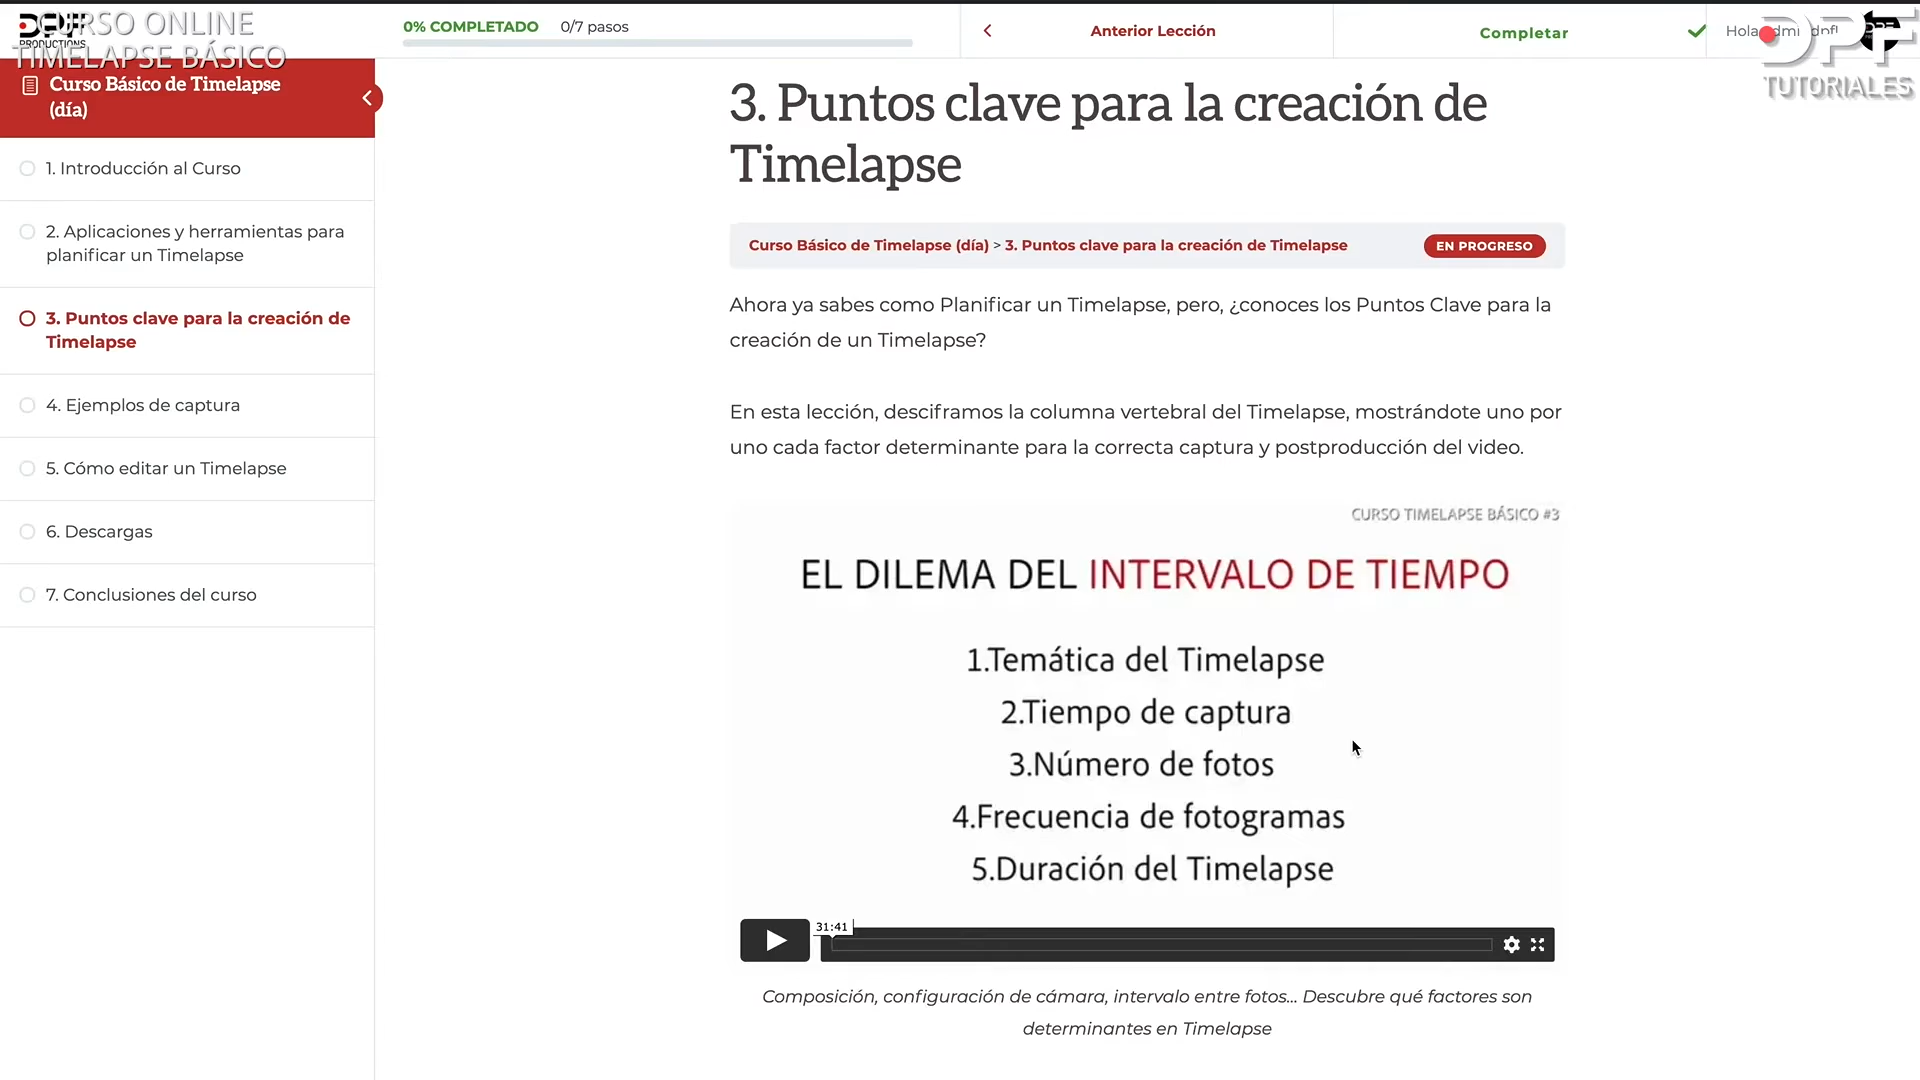 CURSO ONLINE
TIMELAPSE BÁSICO
DPF
PRODUCTIONS
0% COMPLETADO 0/7 pasos
Anterior Lección
Completar
DPF
TUTORIALES
Curso Básico de Timelapse
(día)
1. Introducción al Curso
2. Aplicaciones y herramientas para
planificar un Timelapse
3. Puntos clave para la creación de
Timelapse
4. Ejemplos de captura
5. Cómo editar un Timelapse
6. Descargas
7. Conclusiones del curso
3. Puntos clave para la creación de
Timelapse
Curso Básico de Timelapse (día) > 3. Puntos clave para la creación de Timelapse
EN PROGRESO
Ahora ya sabes como Planificar un Timelapse, pero, ¿conoces los Puntos Clave para la
creación de un Timelapse?
En esta lección, desciframos la columna vertebral del Timelapse, mostrándote uno por
uno cada factor determinante para la correcta captura y postproducción del video.
CURSO TIMELAPSE BÁSICO #3
EL DILEMA DEL INTERVALO DE TIEMPO
1.Temática del Timelapse
2.Tiempo de captura
3.Número de fotos
4.Frecuencia de fotogramas
5.Duración del Timelapse
31:41
Composición, configuración de cámara, intervalo entre fotos... Descubre qué factores son
determinantes en Timelapse